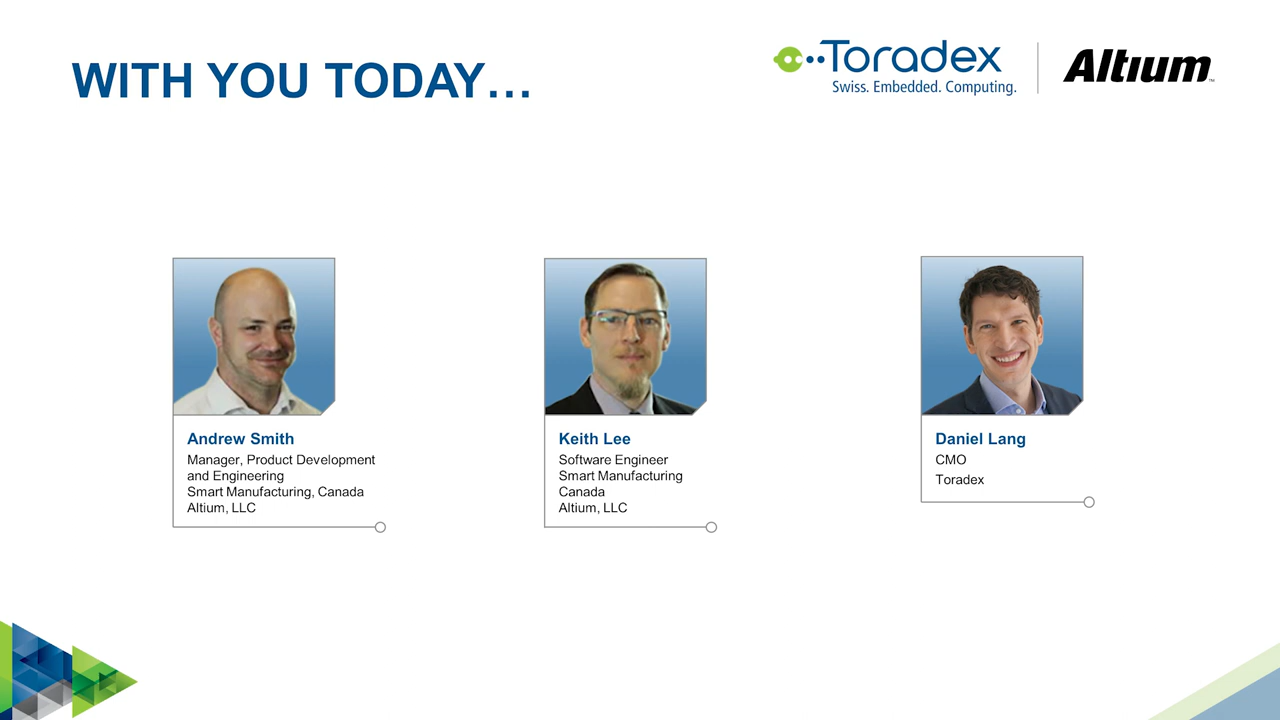 WITH YOU TODAY…
Toradex
Swiss. Embedded. Computing.
Altium™
Andrew Smith
Manager, Product Development
and Engineering
Smart Manufacturing, Canada
Altium, LLC
Keith Lee
Software Engineer
Smart Manufacturing
Canada
Altium, LLC
Daniel Lang
CMO
Toradex